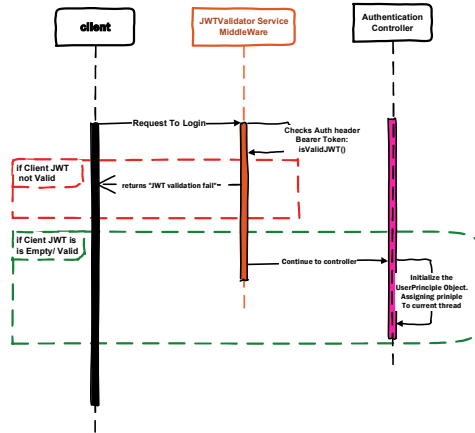 client
JWTValidator Service
MiddleWare
Authentication
Controller
Request To Login
Checks Auth header
Bearer Token:
isValidJWT()
if Client JWT
not Valid
returns "JWT validation fail"
if Cient JWT is
is Empty/ Valid
Continue to controller
Initialize the
UserPrinciple Object.
Assigning priniple
To current thread